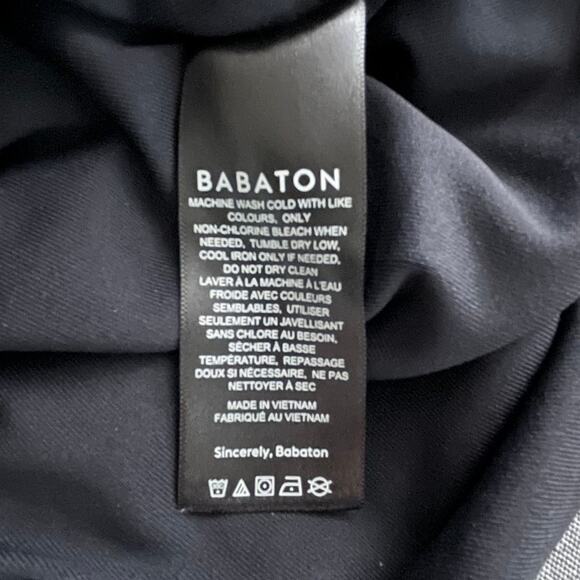 BABATON
MACHINE WASH COLD WITH LIKE
COLOURS, ONLY
NON-CHLORINE BLEACH WHEN
NEEDED, TUMBLE DRY LOW,
COOL IRON ONLY IF NEEDED,
DO NOT DRY CLEAN
LAVER À LA MACHINE À L'EAU
FROIDE AVEC COULEURS
SEMBLABLES, UTILISER
SEULEMENT UN JAVELLISANT
SANS CHLORE AU BESOIN,
SÉCHER À BASSE
TEMPÉRATURE, REPASSAGE
DOUX SI NÉCESSAIRE, NE PAS
NETTOYER À SEC
MADE IN VIETNAM
FABRIQUÉ AU VIETNAM
Sincerely, Babaton